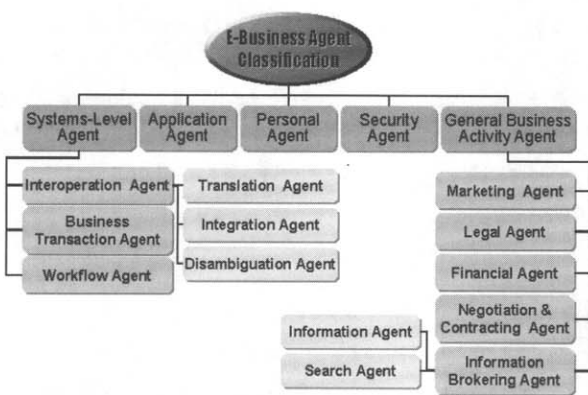 E-Business Agent
Classification
Systems-Level
Agent
Application
Agent
Personal
Agent
Security
Agent
General Business
Activity Agent
Interoperation Agent
Business
Transaction Agent
Workflow Agent
Translation Agent
Integration Agent
Disambiguation Agent
Marketing Agent
Legal Agent
Financial Agent
Negotiation &
Contracting Agent
Information
Brokering Agent
Information Agent
Search Agent